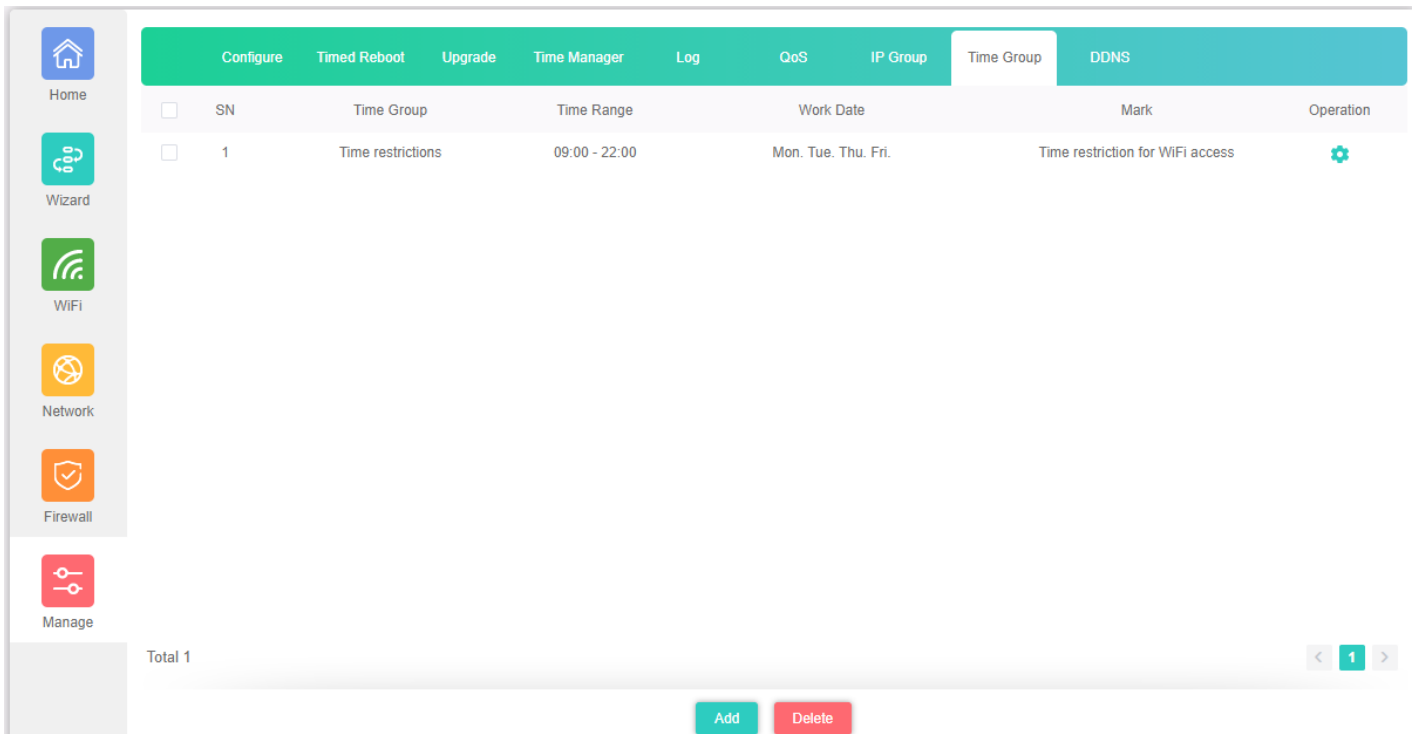 Home
Wizard
WiFi
Network
Firewall
Manage
Configure Timed Reboot Upgrade Time Manager Log QoS IP Group Time Group DDNS
SN Time Group Time Range Work Date Mark Operation
1 Time restrictions 09:00 - 22:00 Mon. Tue. Thu. Fri. Time restriction for WiFi access
Total 1
< 1 >
Add Delete